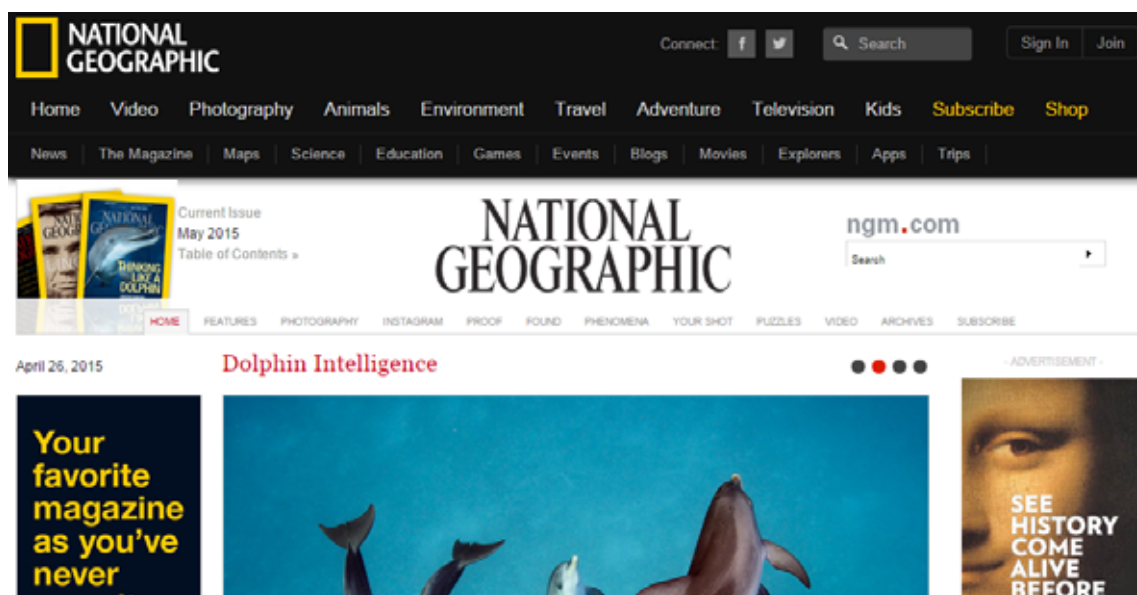 NATIONAL
GEOGRAPHIC
Connect:
Search
Sign In
Join
Home Video Photography Animals Environment Travel Adventure Television Kids Subscribe Shop
News The Magazine Maps Science Education Games Events Blogs Movies Explorers Apps Trips
Current Issue
May 2015
Table of Contents »
THINKING
LIKE A
DOLPHIN
NATIONAL
GEOGRAPHIC
ngm.com
Search
HOME FEATURES PHOTOGRAPHY INSTAGRAM PROOF FOUND PHENOMENA YOUR SHOT PUZZLES VIDEO ARCHIVES SUBSCRIBE
April 26, 2015
Dolphin Intelligence
- ADVERTISEMENT -
Your
favorite
magazine
as you've
never
SEE
HISTORY
COME
ALIVE
BEFORE